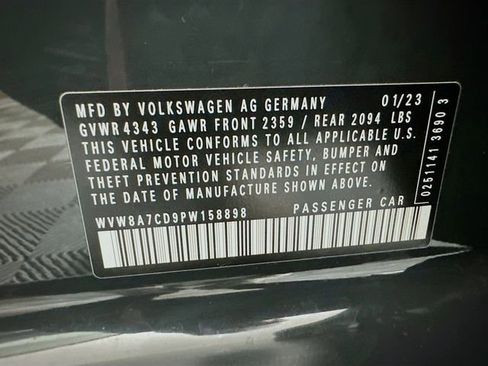 MFD BY VOLKSWAGEN AG GERMANY 01/23
GVWR 4343 GAWR FRONT 2359 / REAR 2094 LBS
THIS VEHICLE CONFORMS TO ALL APPLICABLE U.S.
FEDERAL MOTOR VEHICLE SAFETY, BUMPER AND
THEFT PREVENTION STANDARDS IN EFFECT ON
THE DATE OF MANUFACTURE SHOWN ABOVE.
WVW8A7CD9PW158898 PASSENGER CAR
0251141 3690 3